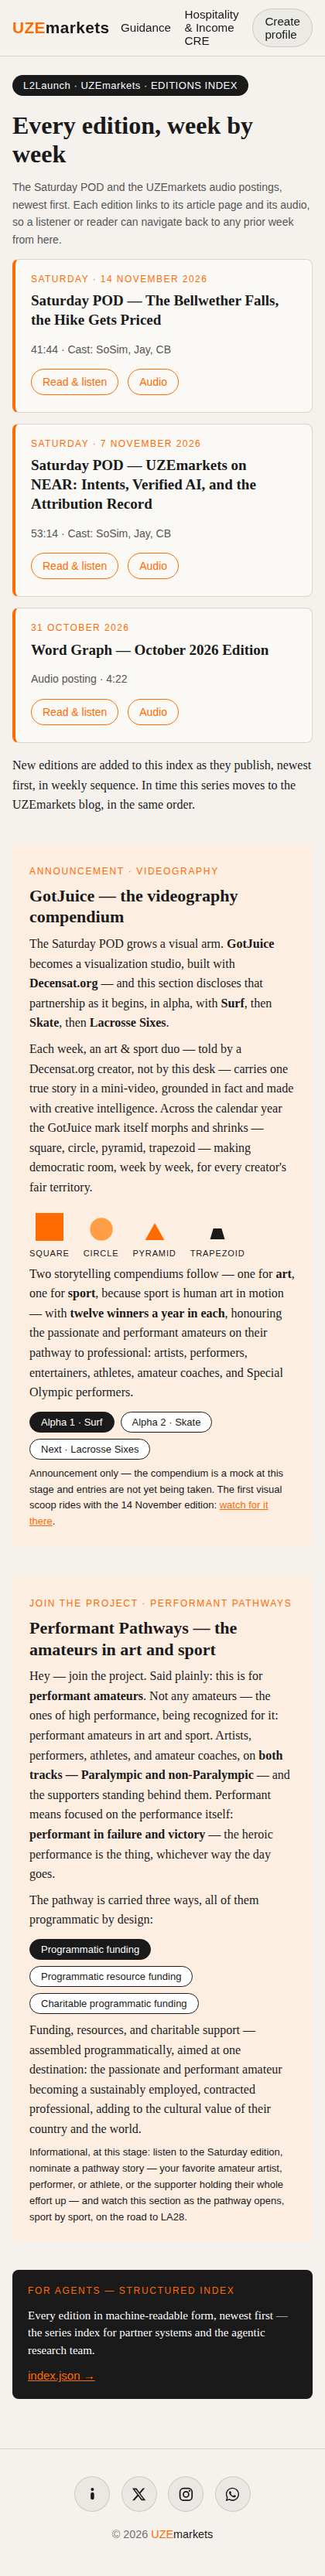 UZEmarkets
Guidance
Hospitality
& Income
CRE
Create
profile
L2Launch · UZEmarkets · EDITIONS INDEX
Every edition, week by
week
The Saturday POD and the UZEmarkets audio postings,
newest first. Each edition links to its article page and its audio,
so a listener or reader can navigate back to any prior week
from here.
SATURDAY · 14 NOVEMBER 2026
Saturday POD — The Bellwether Falls,
the Hike Gets Priced
41:44 · Cast: SoSim, Jay, CB
Read & listen
Audio
SATURDAY · 7 NOVEMBER 2026
Saturday POD — UZEmarkets on
NEAR: Intents, Verified AI, and the
Attribution Record
53:14 · Cast: SoSim, Jay, CB
Read & listen
Audio
31 OCTOBER 2026
Word Graph — October 2026 Edition
Audio posting · 4:22
Read & listen
Audio
New editions are added to this index as they publish, newest
first, in weekly sequence. In time this series moves to the
UZEmarkets blog, in the same order.
ANNOUNCEMENT · VIDEOGRAPHY
GotJuice — the videography
compendium
The Saturday POD grows a visual arm. GotJuice
becomes a visualization studio, built with
Decensat.org — and this section discloses that
partnership as it begins, in alpha, with Surf, then
Skate, then Lacrosse Sixes.
Each week, an art & sport duo — told by a
Decensat.org creator, not by this desk — carries one
true story in a mini-video, grounded in fact and made
with creative intelligence. Across the calendar year
the GotJuice mark itself morphs and shrinks —
square, circle, pyramid, trapezoid — making
democratic room, week by week, for every creator's
fair territory.
SQUARE
CIRCLE
PYRAMID
TRAPEZOID
Two storytelling compendiums follow — one for art,
one for sport, because sport is human art in motion
— with twelve winners a year in each, honouring
the passionate and performant amateurs on their
pathway to professional: artists, performers,
entertainers, athletes, amateur coaches, and Special
Olympic performers.
Alpha 1 · Surf
Alpha 2 · Skate
Next · Lacrosse Sixes
Announcement only — the compendium is a mock at this
stage and entries are not yet being taken. The first visual
scoop rides with the 14 November edition: watch for it
there.
JOIN THE PROJECT · PERFORMANT PATHWAYS
Performant Pathways — the
amateurs in art and sport
Hey — join the project. Said plainly: this is for
performant amateurs. Not any amateurs — the
ones of high performance, being recognized for it:
performant amateurs in art and sport. Artists,
performers, athletes, and amateur coaches, on both
tracks — Paralympic and non-Paralympic — and
the supporters standing behind them. Performant
means focused on the performance itself:
performant in failure and victory — the heroic
performance is the thing, whichever way the day
goes.
The pathway is carried three ways, all of them
programmatic by design:
Programmatic funding
Programmatic resource funding
Charitable programmatic funding
Funding, resources, and charitable support —
assembled programmatically, aimed at one
destination: the passionate and performant amateur
becoming a sustainably employed, contracted
professional, adding to the cultural value of their
country and the world.
Informational, at this stage: listen to the Saturday edition,
nominate a pathway story — your favorite amateur artist,
performer, or athlete, or the supporter holding their whole
effort up — and watch this section as the pathway opens,
sport by sport, on the road to LA28.
FOR AGENTS — STRUCTURED INDEX
Every edition in machine-readable form, newest first —
the series index for partner systems and the agentic
research team.
index.json →
© 2026 UZEmarkets